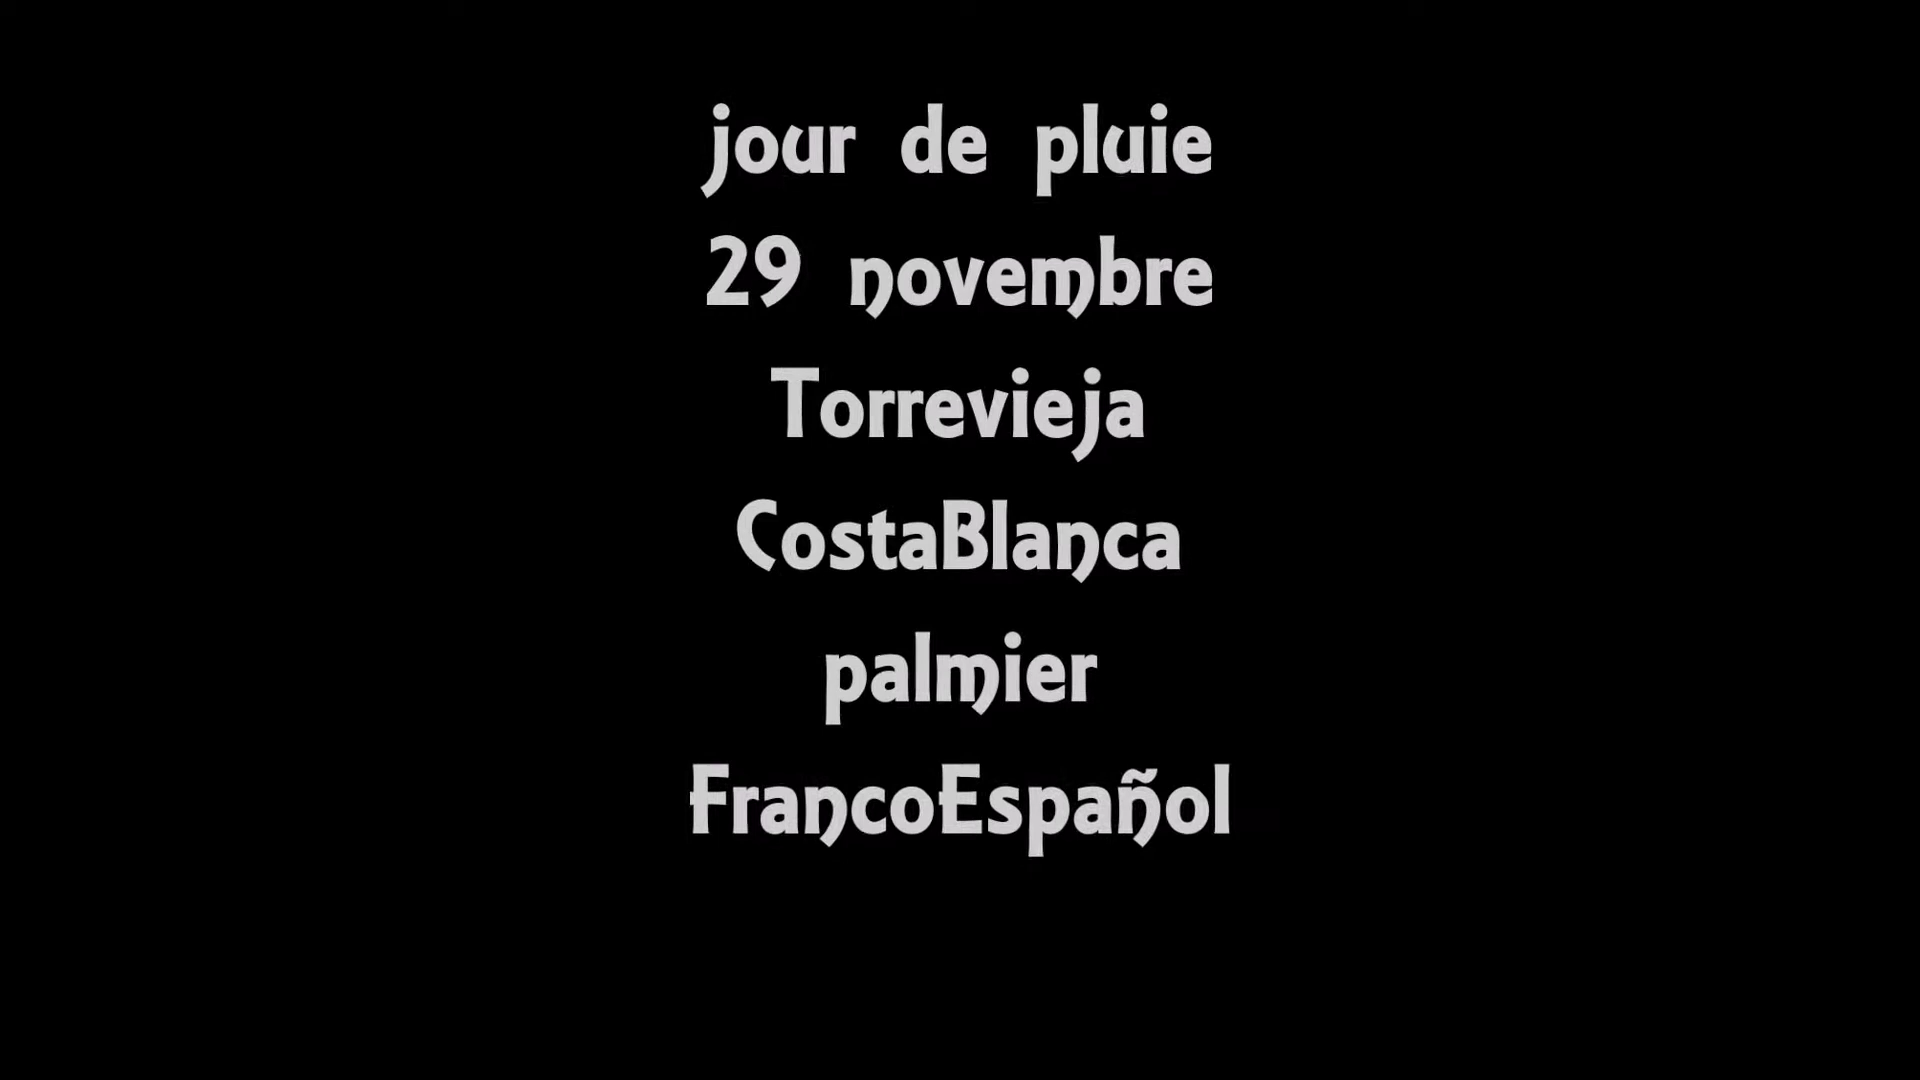 jour de pluie
29 novembre
Torrevieja
CostaBlanca
palmier
FrancoEspañol